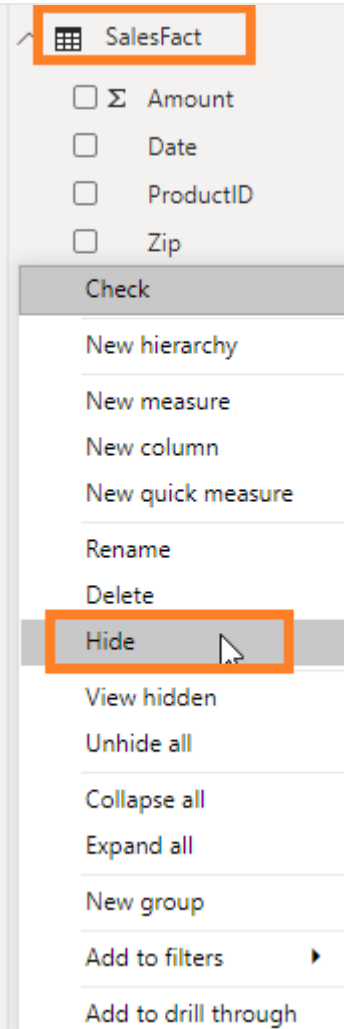 SalesFact
Σ Amount
Date
ProductID
Zip
Check
New hierarchy
New measure
New column
New quick measure
Rename
Delete
Hide
View hidden
Unhide all
Collapse all
Expand all
New group
Add to filters
Add to drill through